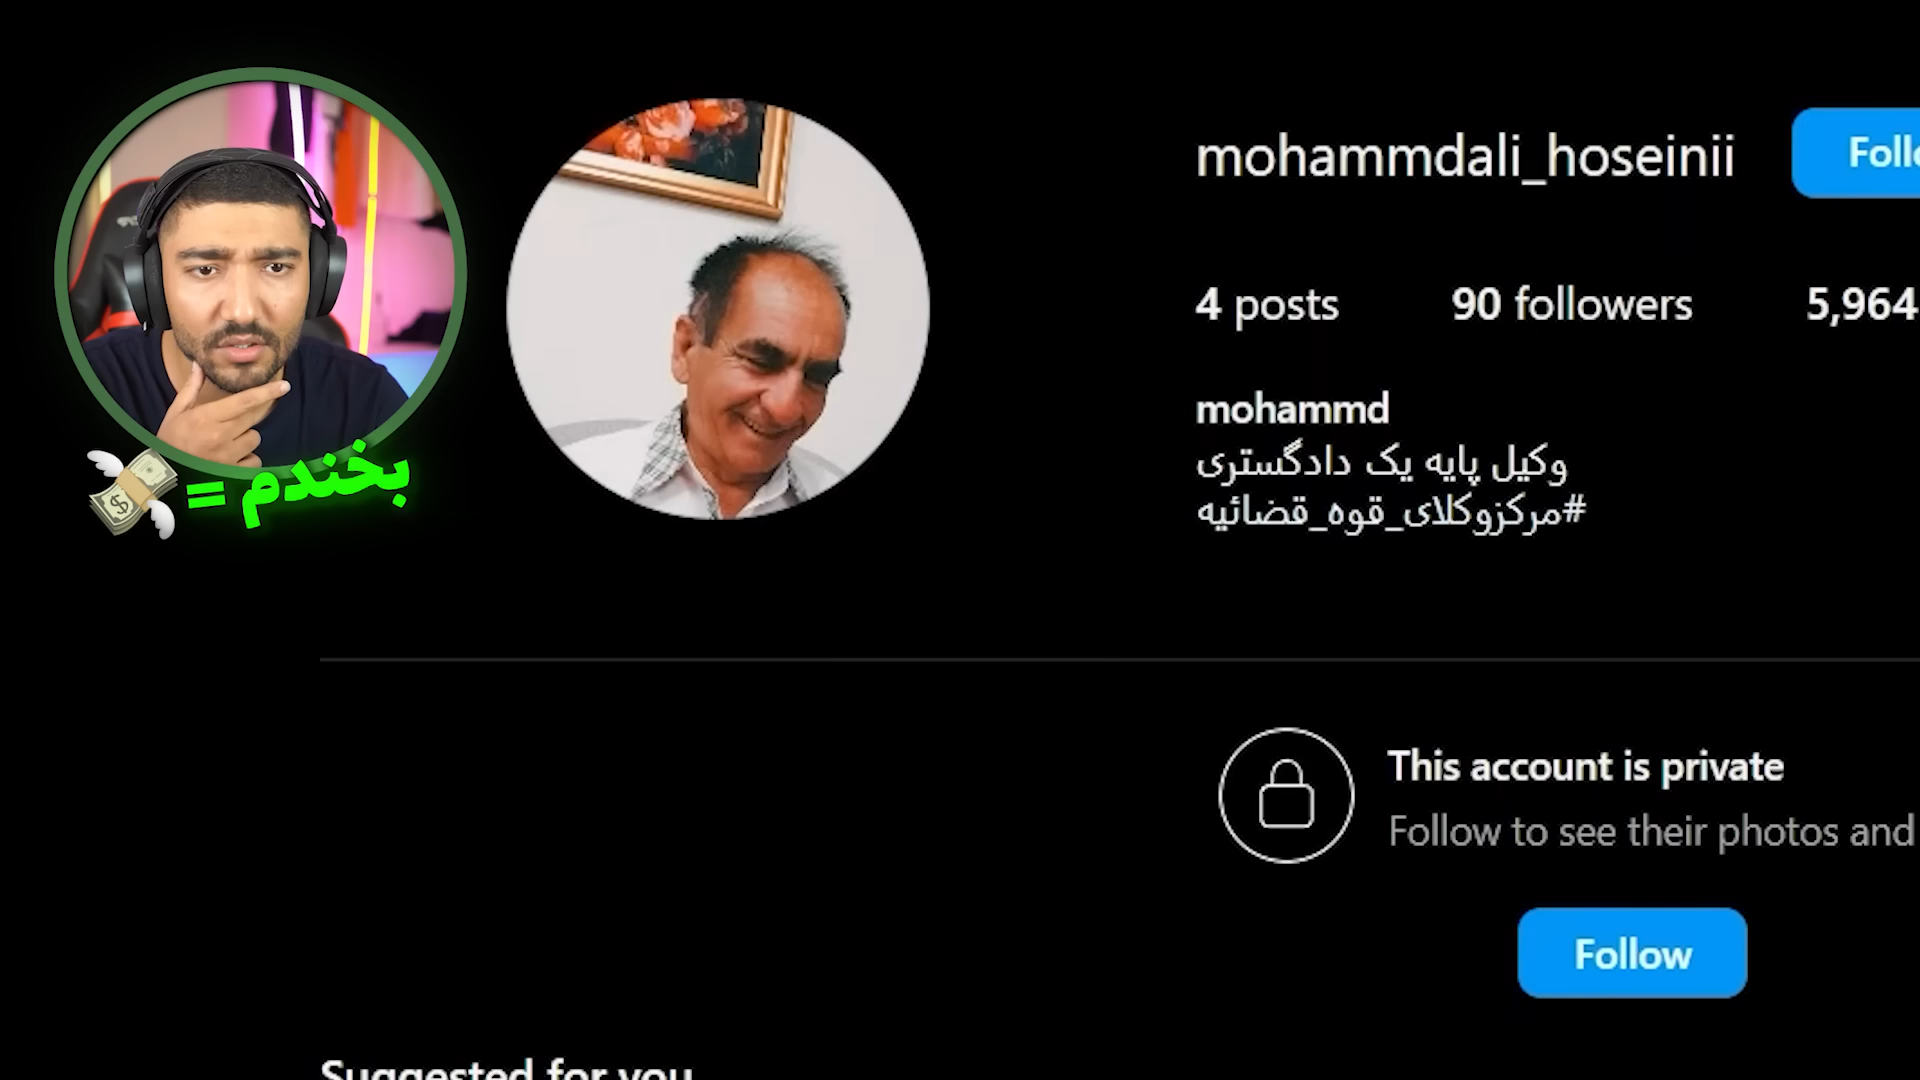 mohammdali_hoseinii
4 posts 90 followers 5,964
mohammd
وکیل پایه یک دادگستری
#مرکزوکلای_قوه_قضائیه
بخندم =
This account is private
Follow to see their photos and
Follow
Suggested for you